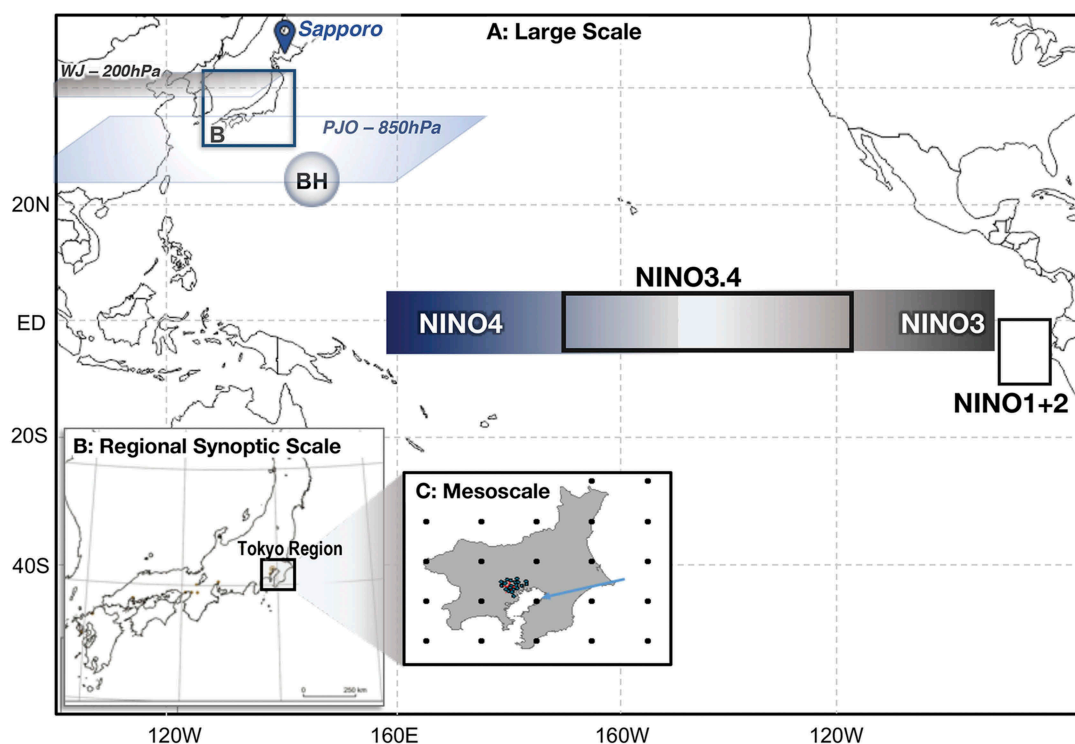 A: Large Scale
Sapporo
WJ – 200hPa
B
PJO – 850hPa
BH
20N
NINO3.4
ED
NINO4
NINO3
NINO1+2
20S
B: Regional Synoptic Scale
Tokyo Region
250 km
0
C: Mesoscale
40S
120W
160E
160W
120W